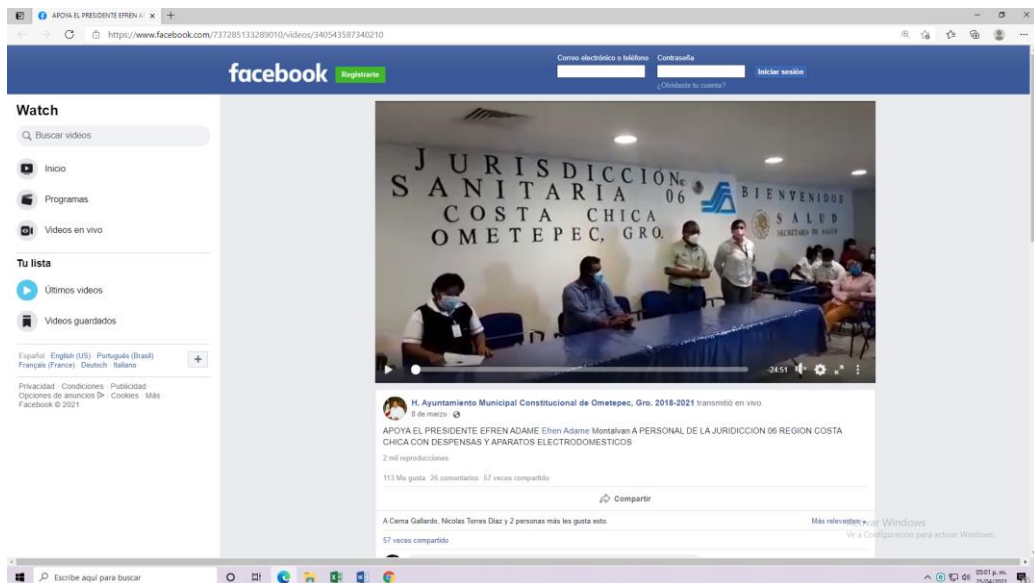 APOYA EL PRESIDENTE EFREN A
https://www.facebook.com/737285133289010/videos/340543587340210
facebook
Registrarte
Correo electrónico o teléfono
Contraseña
Iniciar sesión
¿Olvidaste tu cuenta?
Watch
Buscar videos
Inicio
Programas
Videos en vivo
Tu lista
Últimos videos
Videos guardados
Español · English (US) · Português (Brasil) ·
Français (France) · Deutsch · Italiano
Privacidad · Condiciones · Publicidad ·
Opciones de anuncios · Cookies · Más ·
Facebook © 2021
JURISDICCIÓN
SANITARIA 06
COSTA CHICA
OMETEPEC, GRO.
BIENVENIDOS
SALUD
SECRETARÍA DE SALUD
-24:51
H. Ayuntamiento Municipal Constitucional de Ometepec, Gro. 2018-2021 transmitió en vivo.
8 de marzo ·
APOYA EL PRESIDENTE EFREN ADAME Efren Adame Montalvan A PERSONAL DE LA JURIDICCION 06 REGION COSTA
CHICA CON DESPENSAS Y APARATOS ELECTRODOMESTICOS
2 mil reproducciones
113 Me gusta 26 comentarios 57 veces compartido
Compartir
A Cerna Gallardo, Nicolas Torres Diaz y 2 personas más les gusta esto.
Más relevantes
57 veces compartido
Activar Windows
Ve a Configuración para activar Windows.
Escribe aquí para buscar
05:01 p. m.
25/04/2021